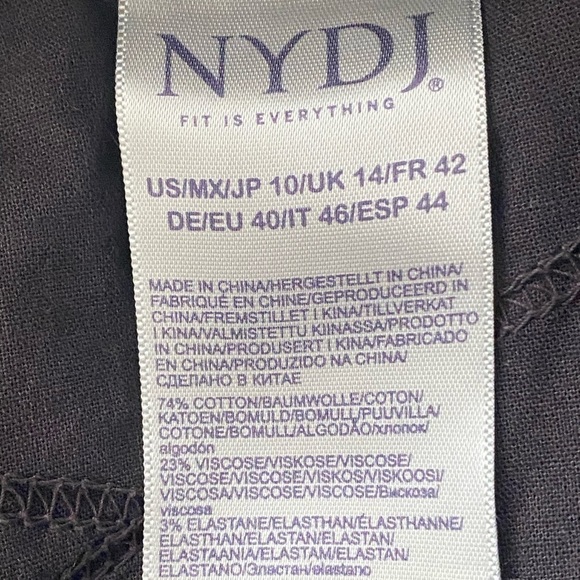 NYDJ®
FIT IS EVERYTHING
US/MX/JP 10/UK 14/FR 42
DE/EU 40/IT 46/ESP 44
MADE IN CHINA/HERGESTELLT IN CHINA/
FABRIQUÉ EN CHINE/GEPRODUCEERD IN
CHINA/FREMSTILLET I KINA/TILLVERKAT
I KINA/VALMISTETTU KIINASSA/PRODOTTO
IN CHINA/PRODUSERT I KINA/FABRICADO
EN CHINA/PRODUZIDO NA CHINA/
СДЕЛАНО В КИТАЕ
74% COTTON/BAUMWOLLE/COTON/
KATOEN/BOMULD/BOMULL/PUUVILLA/
COTONE/BOMULL/ALGODÃO/хлопок/
algodón
23% VISCOSE/VISKOSE/VISCOSE/
VISCOSE/VISCOSE/VISKOS/VISKOOSI/
VISCOSA/VISCOSE/VISCOSE/Вискоза/
viscosa
3% ELASTANE/ELASTHAN/ÉLASTHANNE/
ELASTHAN/ELASTAN/ELASTAN/
ELASTAANIA/ELASTAM/ELASTAN/
ELASTANO/Эластан/elastano